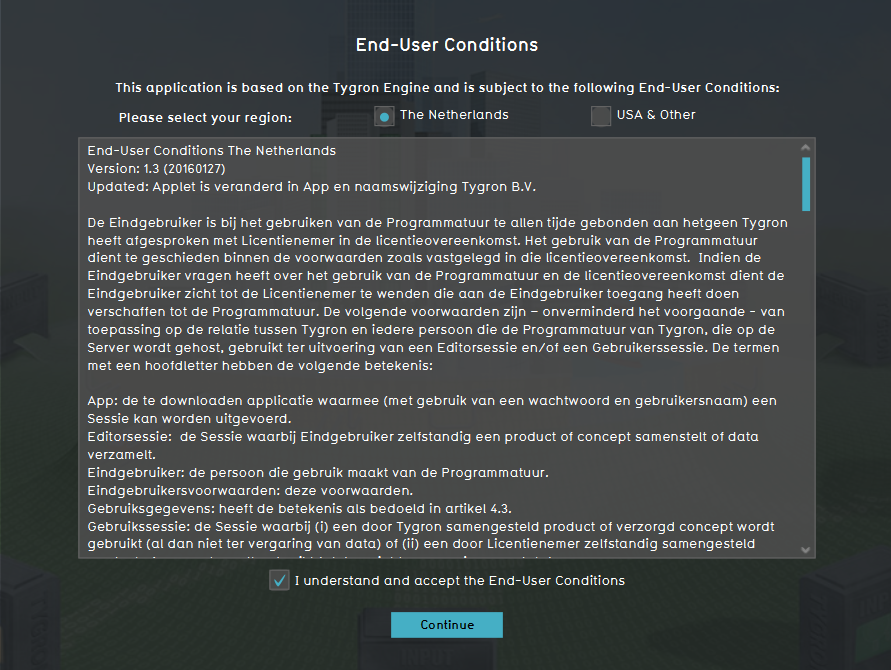 End-User Conditions
This application is based on the Tygron Engine and is subject to the following End-User Conditions:
Please select your region:
The Netherlands
USA & Other
End-User Conditions The Netherlands
Version: 1.3 (20160127)
Updated: Applet is veranderd in App en naamswijziging Tygron B.V.
De Eindgebruiker is bij het gebruiken van de Programmatuur te allen tijde gebonden aan hetgeen Tygron
heeft afgesproken met Licentienemer in de licentieovereenkomst. Het gebruik van de Programmatuur
dient te geschieden binnen de voorwaarden zoals vastgelegd in die licentieovereenkomst.  Indien de
Eindgebruiker vragen heeft over het gebruik van de Programmatuur en de licentieovereenkomst dient de
Eindgebruiker zicht tot de Licentienemer te wenden die aan de Eindgebruiker toegang heeft doen
verschaffen tot de Programmatuur. De volgende voorwaarden zijn – onverminderd het voorgaande - van
toepassing op de relatie tussen Tygron en iedere persoon die de Programmatuur van Tygron, die op de
Server wordt gehost, gebruikt ter uitvoering van een Editorsessie en/of een Gebruikerssessie. De termen
met een hoofdletter hebben de volgende betekenis:
App: de te downloaden applicatie waarmee (met gebruik van een wachtwoord en gebruikersnaam) een
Sessie kan worden uitgevoerd.
Editorsessie:  de Sessie waarbij Eindgebruiker zelfstandig een product of concept samenstelt of data
verzamelt.
Eindgebruiker: de persoon die gebruik maakt van de Programmatuur.
Eindgebruikersvoorwaarden: deze voorwaarden.
Gebruiksgegevens: heeft de betekenis als bedoeld in artikel 4.3.
Gebruikssessie: de Sessie waarbij (i) een door Tygron samengesteld product of verzorgd concept wordt
gebruikt (al dan niet ter vergaring van data) of (ii) een door Licentienemer zelfstandig samengesteld
I understand and accept the End-User Conditions
Continue